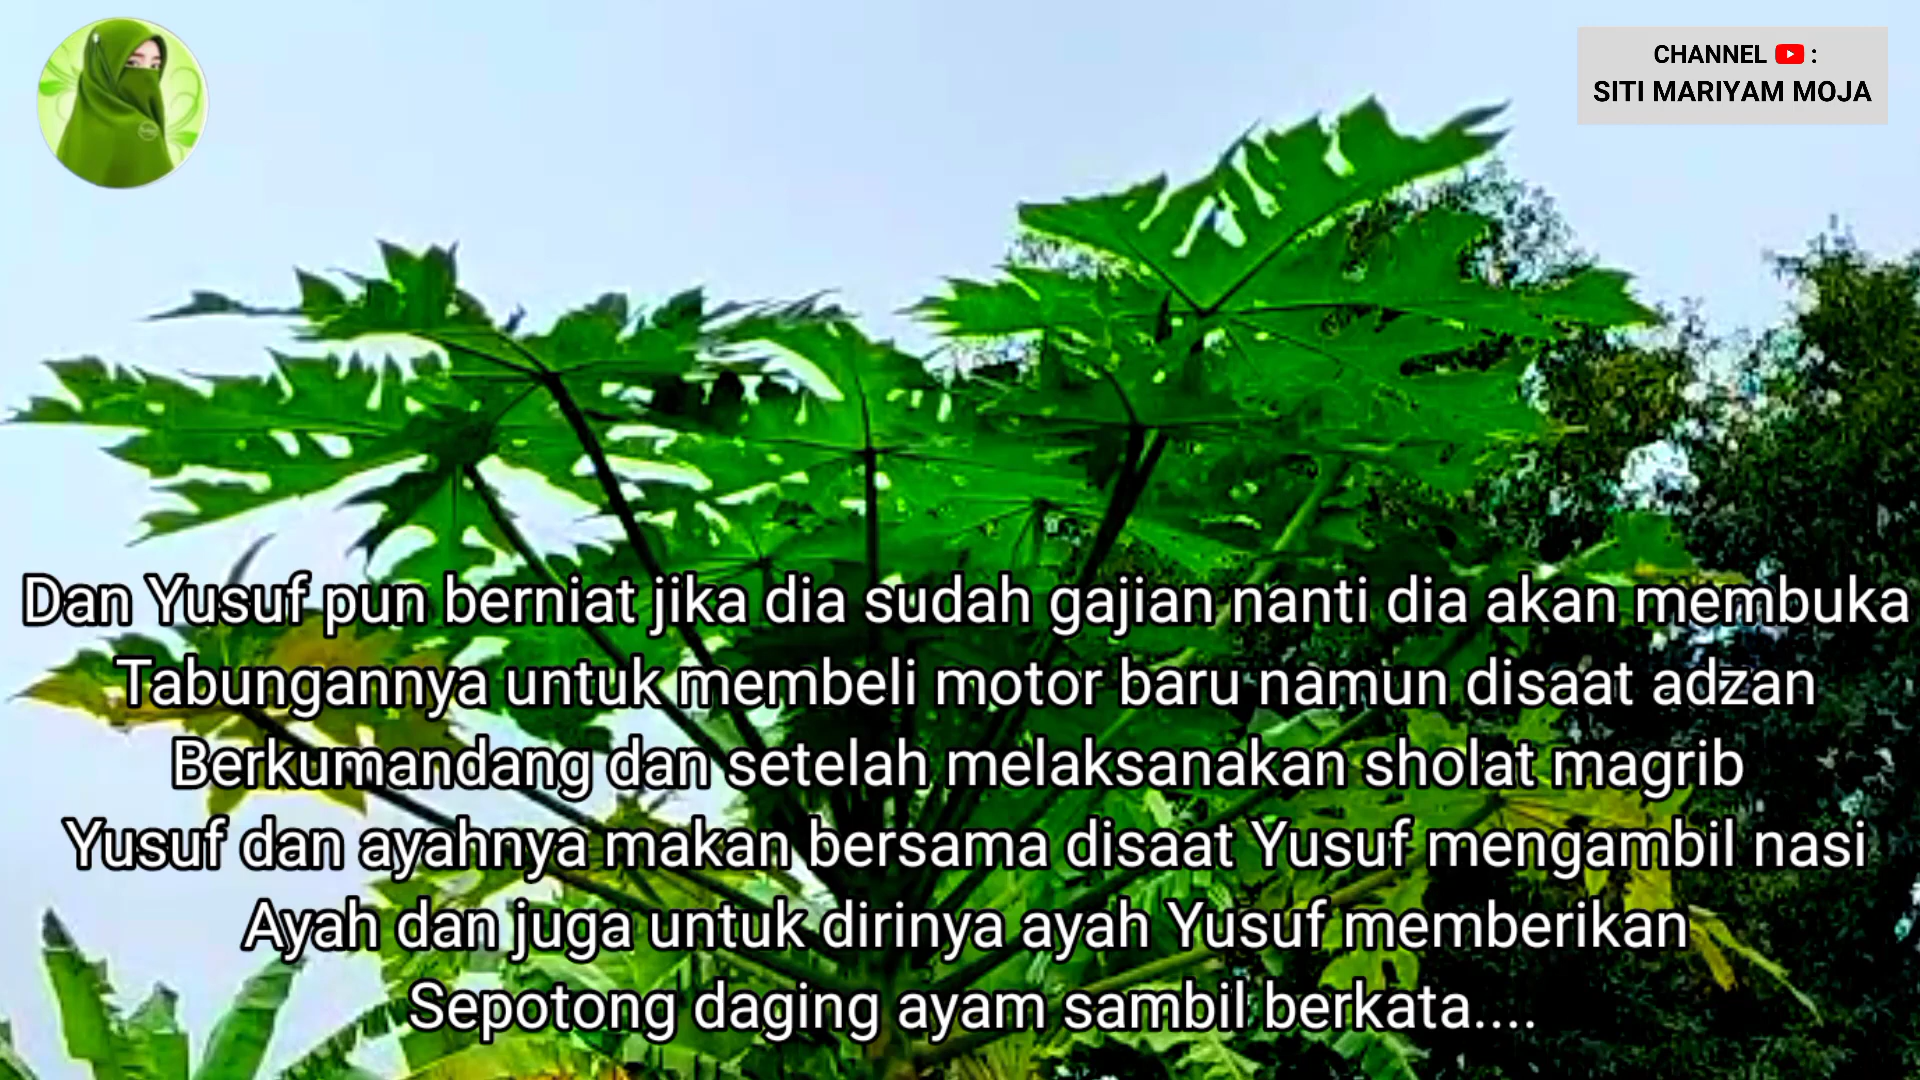 CHANNEL :
SITI MARIYAM MOJA
Dan Yusuf pun berniat jika dia sudah gajian nanti dia akan membuka
Tabungannya untuk membeli motor baru namun disaat adzan
Berkumandang dan setelah melaksanakan sholat magrib
Yusuf dan ayahnya makan bersama disaat Yusuf mengambil nasi
Ayah dan juga untuk dirinya ayah Yusuf memberikan
Sepotong daging ayam sambil berkata....